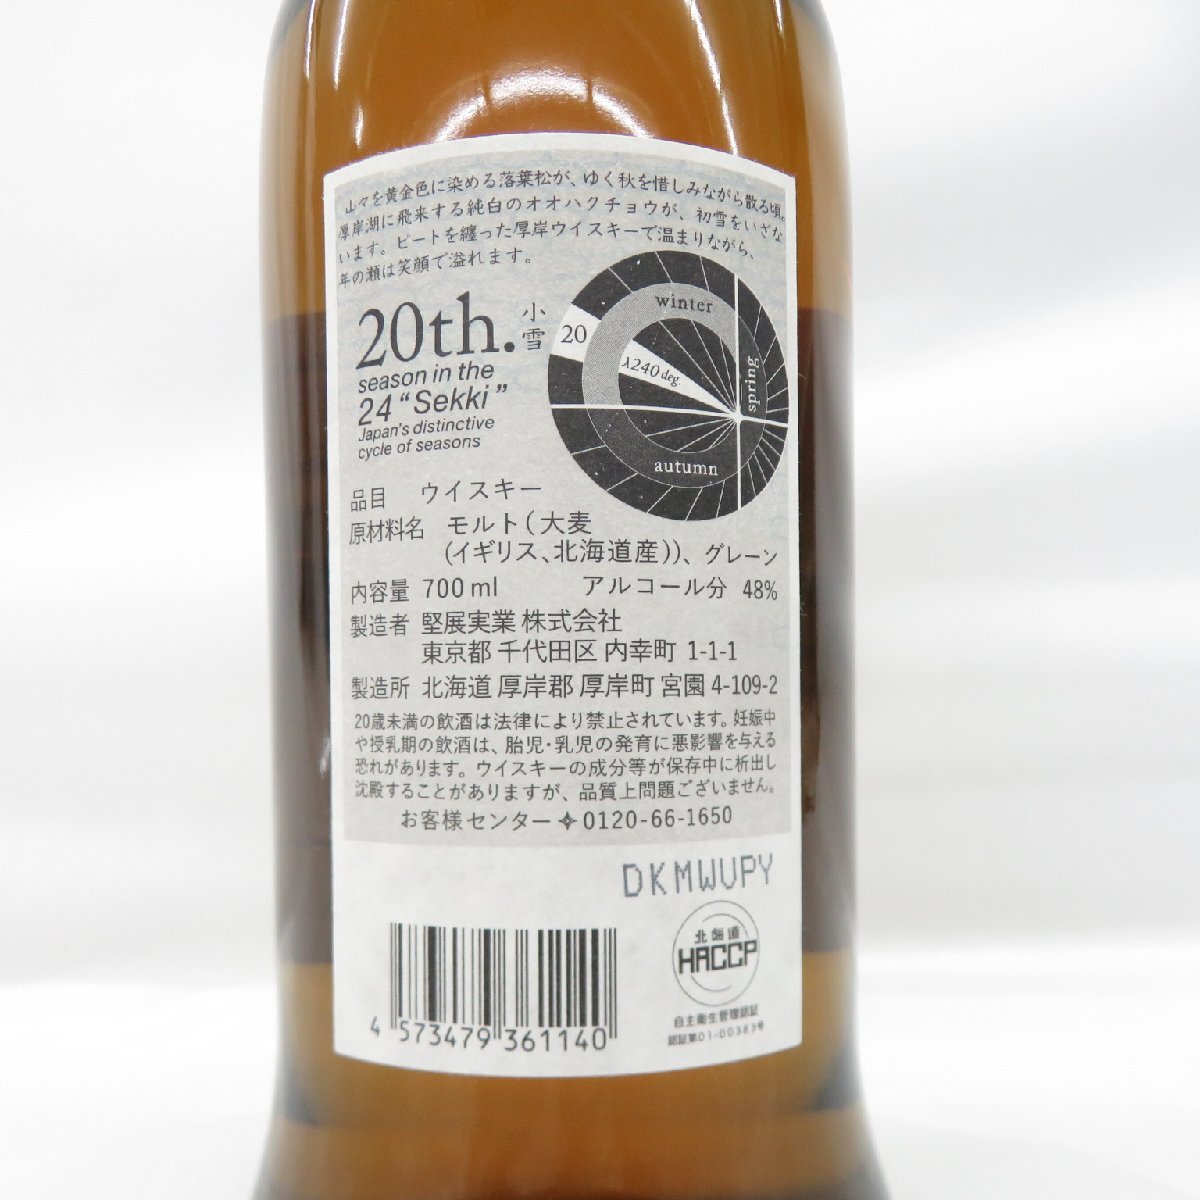 山々を黄金色に染める落葉松が、ゆく秋を惜しみながら散る頃。
厚岸湖に飛来する純白のオオハクチョウが、初雪をいざな
います。ピートを纏った厚岸ウイスキーで温まりながら、
年の瀬は笑顔で溢れます。
20th.
小雪
season in the
24 “Sekki”
Japan's distinctive
cycle of seasons
winter
20
λ240 deg.
spring
autumn
品目 ウイスキー
原材料名 モルト(大麦
(イギリス、北海道産))、グレーン
内容量 700 ml アルコール分 48%
製造者 堅展実業 株式会社
東京都 千代田区 内幸町 1-1-1
製造所 北海道 厚岸郡 厚岸町 宮園 4-109-2
20歳未満の飲酒は法律により禁止されています。妊娠中
や授乳期の飲酒は、胎児・乳児の発育に悪影響を与える
恐れがあります。ウイスキーの成分等が保存中に析出し
沈殿することがありますが、品質上問題ございません。
お客様センター ✧ 0120-66-1650
DKMWUPY
北海道
HACCP
自主衛生管理認証
認証第01-00383号
4 573479 361140